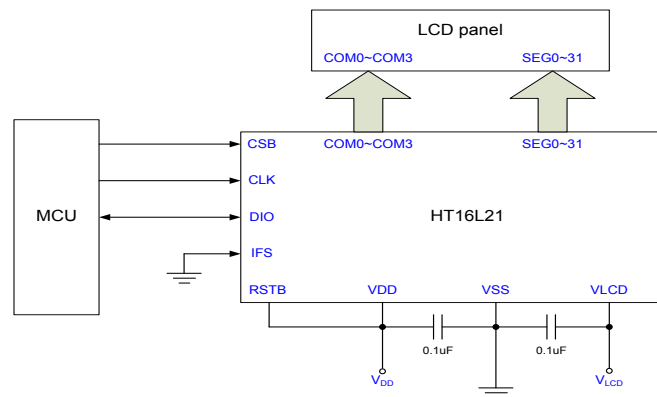 LCD panel
COM0~COM3 SEG0~31
CSB COM0~COM3 SEG0~31
CLK
MCU DIO HT16L21
IFS
RSTB VDD VSS VLCD
0.1uF 0.1uF
VDD VLCD